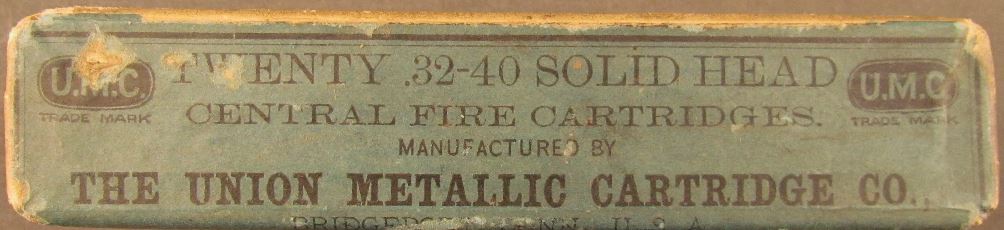 TWENTY .32-40 SOLID HEAD
U.M.C. U.M.C
TRADE MARK TRADE MARK
CENTRAL FIRE CARTRIDGES.
MANUFACTURED BY
THE UNION METALLIC CARTRIDGE CO.,
U. S. A.